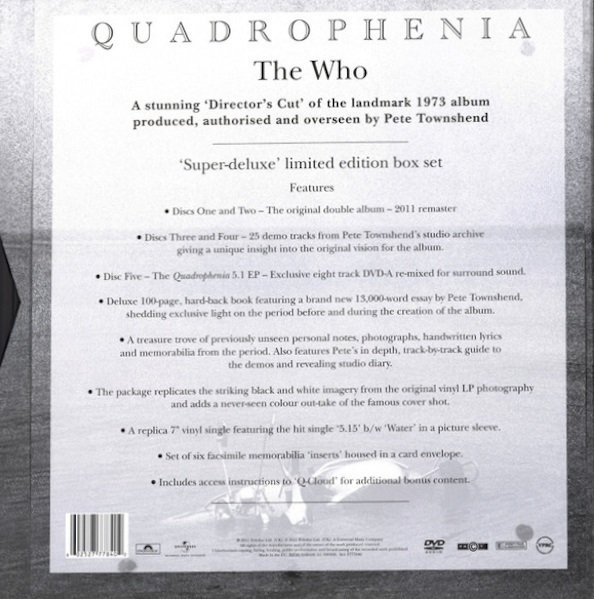 QUADROPHENIA
The Who
A stunning ‘Director’s Cut’ of the landmark 1973 album
produced, authorised and overseen by Pete Townshend
‘Super-deluxe’ limited edition box set
Features
• Discs One and Two – The original double album – 2011 remaster
• Discs Three and Four – 25 demo tracks from Pete Townshend’s studio archive
giving a unique insight into the original vision for the album.
• Disc Five – The Quadrophenia 5.1 EP – Exclusive eight track DVD-A re-mixed for surround sound.
• Deluxe 100-page, hard-back book featuring a brand new 13,000-word essay by Pete Townshend,
shedding exclusive light on the period before and during the creation of the album.
• A treasure trove of previously unseen personal notes, photographs, handwritten lyrics
and memorabilia from the period. Also features Pete’s in depth, track-by-track guide to
the demos and revealing studio diary.
• The package replicates the striking black and white imagery from the original vinyl LP photography
and adds a never-seen colour out-take of the famous cover shot.
• A replica 7” vinyl single featuring the hit single ‘5.15’ b/w ‘Water’ in a picture sleeve.
• Set of six facsimile memorabilia ‘inserts’ housed in a card envelope.
• Includes access instructions to ‘Q-Cloud’ for additional bonus content.
DVD
AUDIO